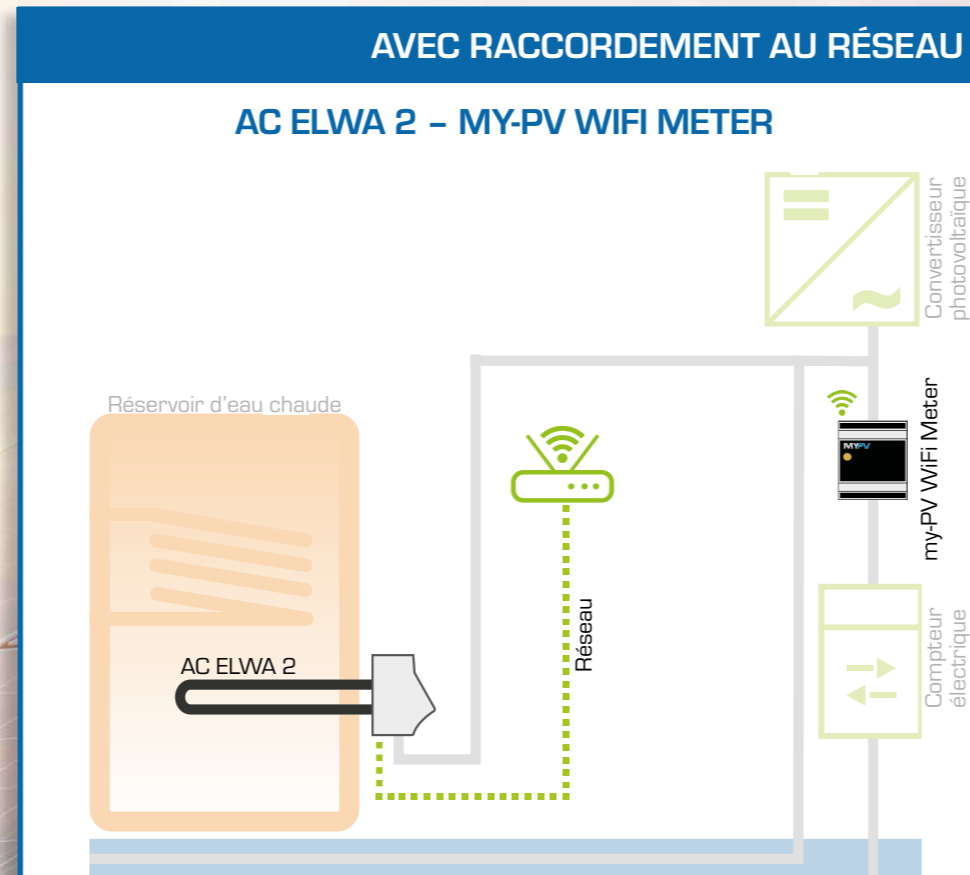 AVEC RACCORDEMENT AU RÉSEAU
AC ELWA 2 – MY-PV WIFI METER
Convertisseur
photovoltaïque
Réservoir d'eau chaude
MYPV
my-PV WiFi Meter
Réseau
Compteur
électrique
AC ELWA 2